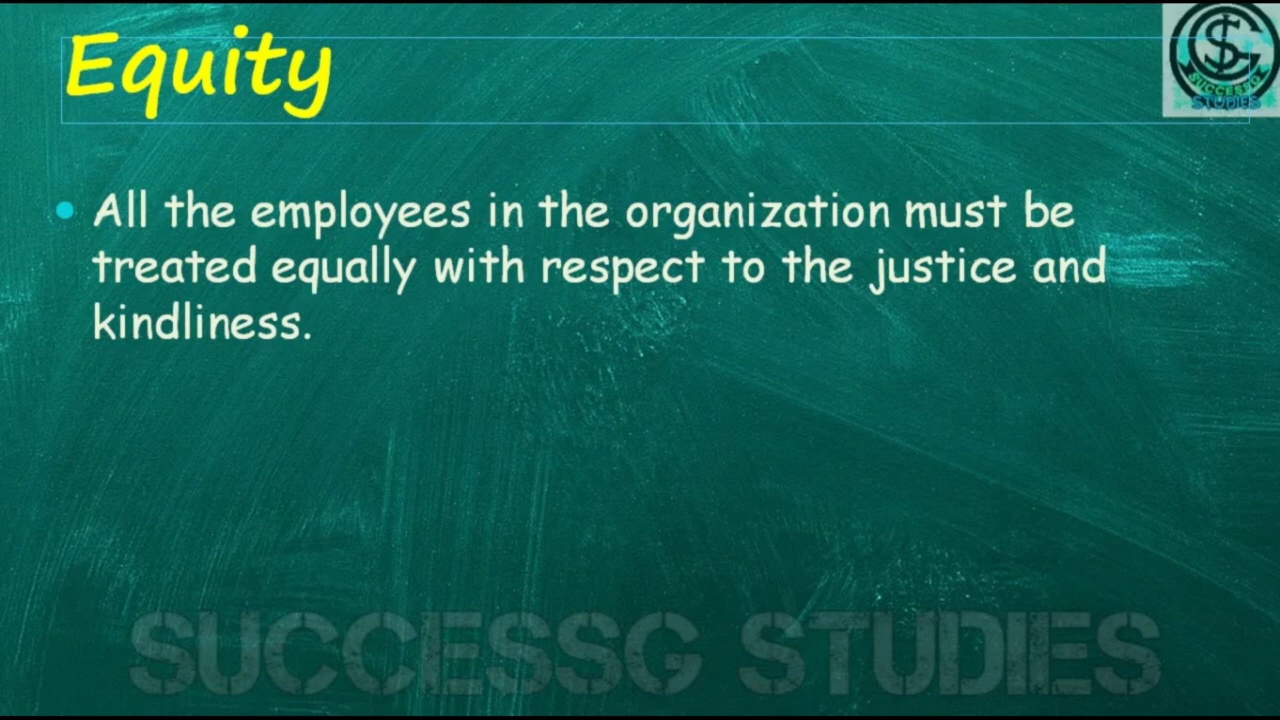 Equity
SUCCESSG
STUDIES
• All the employees in the organization must be
treated equally with respect to the justice and
kindliness.
SUCCESSG STUDIES